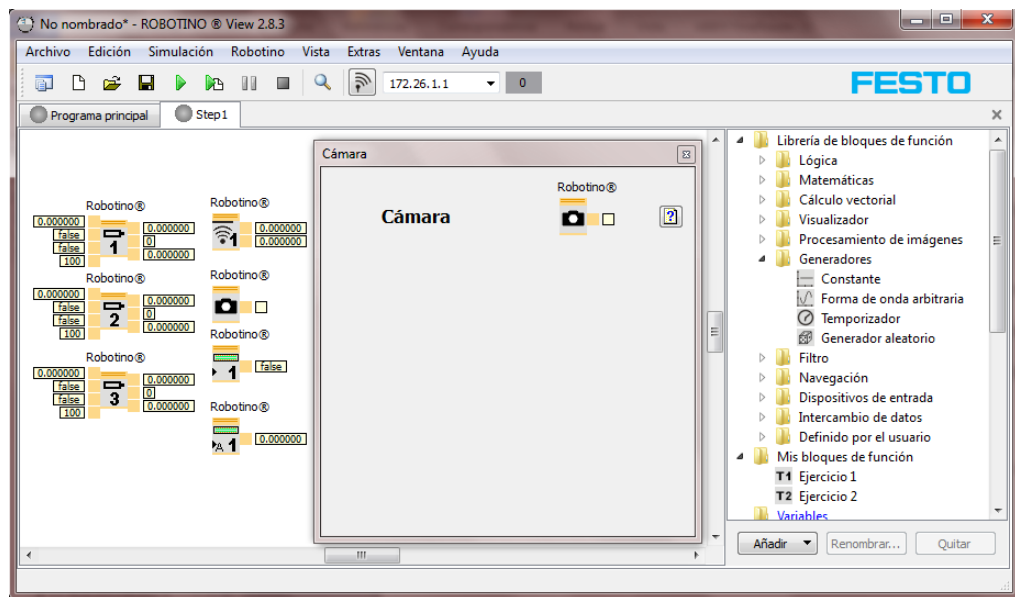 No nombrado* - ROBOTINO ® View 2.8.3
Archivo Edición Simulación Robotino Vista Extras Ventana Ayuda
172.26.1.1 0 FESTO
Programa principal Step1
Robotino®
0.000000
false
false
100
1
0.000000
0
0.000000
Robotino®
0.000000
false
false
100
2
0.000000
0
0.000000
Robotino®
0.000000
false
false
100
3
0.000000
0
0.000000
Robotino®
1
0.000000
0.000000
Robotino®
Robotino®
1
false
Robotino®
A 1
0.000000
Cámara
Robotino®
Cámara
Librería de bloques de función
Lógica
Matemáticas
Cálculo vectorial
Visualizador
Procesamiento de imágenes
Generadores
Constante
Forma de onda arbitraria
Temporizador
Generador aleatorio
Filtro
Navegación
Dispositivos de entrada
Intercambio de datos
Definido por el usuario
Mis bloques de función
T1 Ejercicio 1
T2 Ejercicio 2
Variables
Añadir Renombrar... Quitar